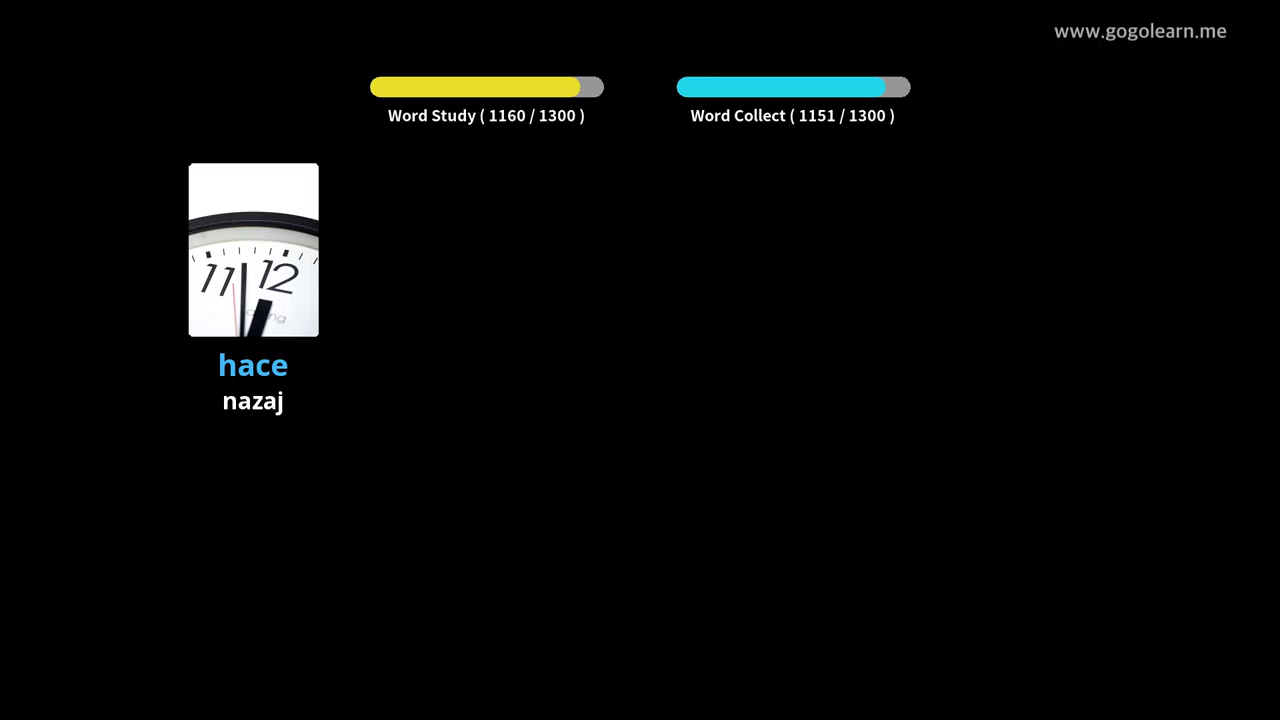 www.gogolearn.me
Word Study ( 1160 / 1300 )
Word Collect ( 1151 / 1300 )
11 12
hace
nazaj